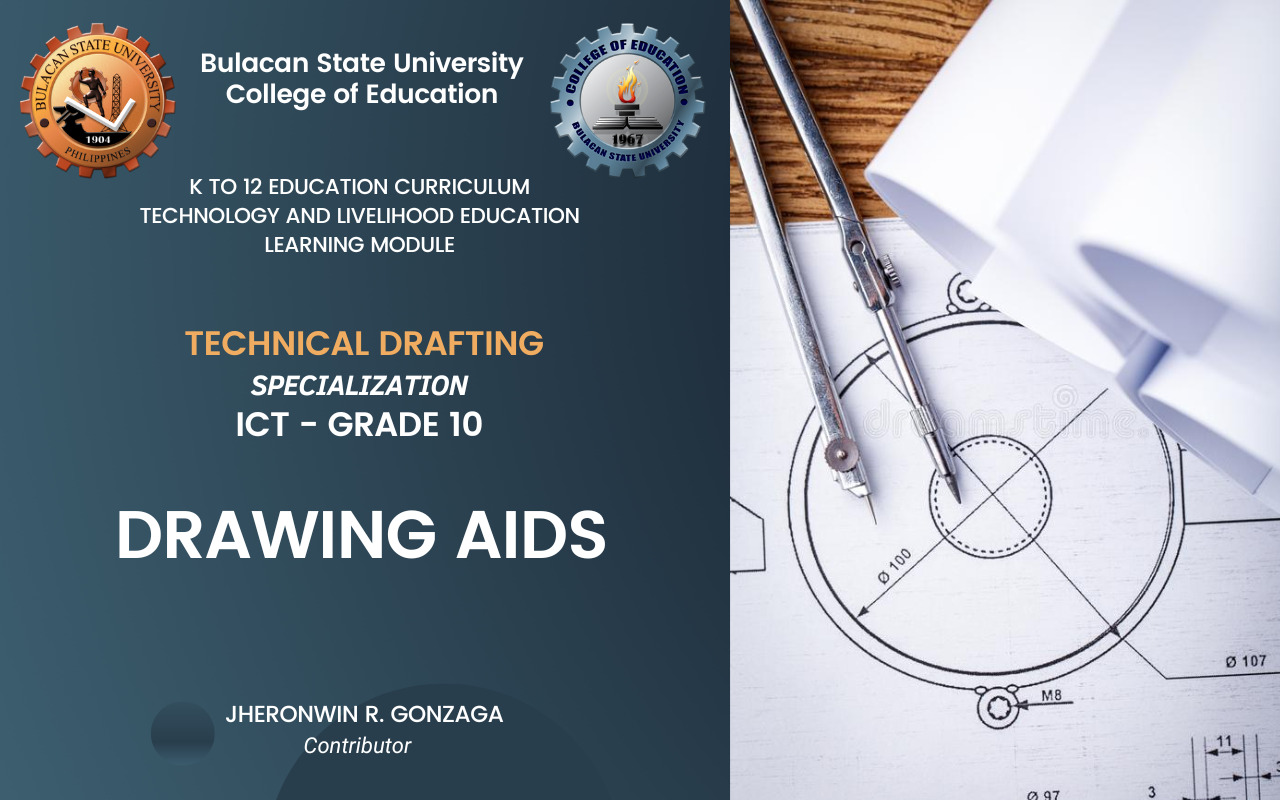 BULACAN STATE UNIVERSITY
1904
PHILIPPINES
Bulacan State University
College of Education
COLLEGE OF EDUCATION
1967
BULACAN STATE UNIVERSITY
K TO 12 EDUCATION CURRICULUM
TECHNOLOGY AND LIVELIHOOD EDUCATION
LEARNING MODULE
TECHNICAL DRAFTING
SPECIALIZATION
ICT - GRADE 10
DRAWING AIDS
JHERONWIN R. GONZAGA
Contributor
dreamstime.
Ø 100
Ø 107
M8
11
3
3
Ø 97